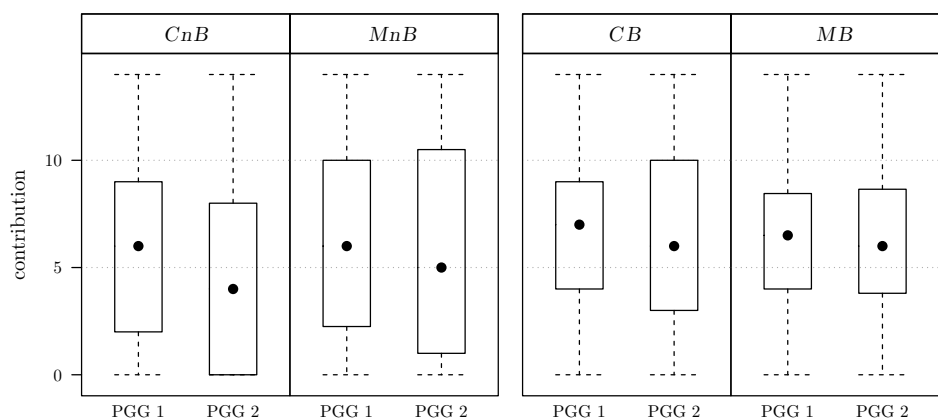 CnB MnB CB MB
contribution
10
5
0
PGG 1 PGG 2 PGG 1 PGG 2 PGG 1 PGG 2 PGG 1 PGG 2